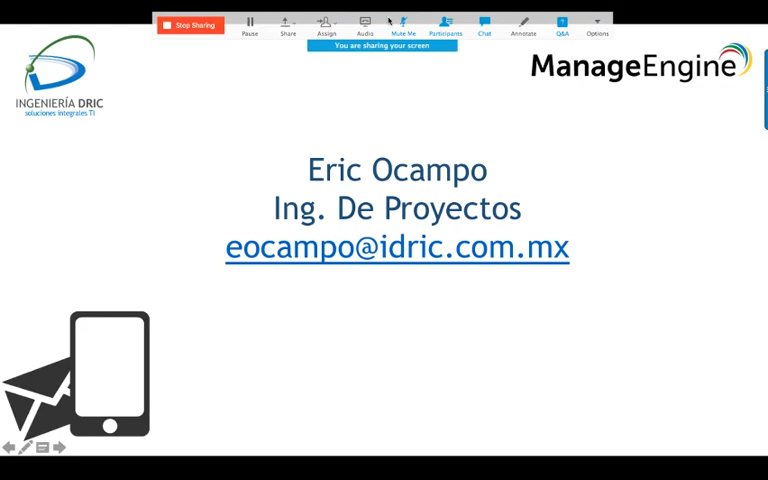 Stop Sharing
Pause
Share
Assign
Audio
Mute Me
Participants
Chat
Annotate
Q&A
Options
You are sharing your screen
INGENIERÍA DRIC
soluciones integrales TI
ManageEngine
Eric Ocampo
Ing. De Proyectos
eocampo@idric.com.mx